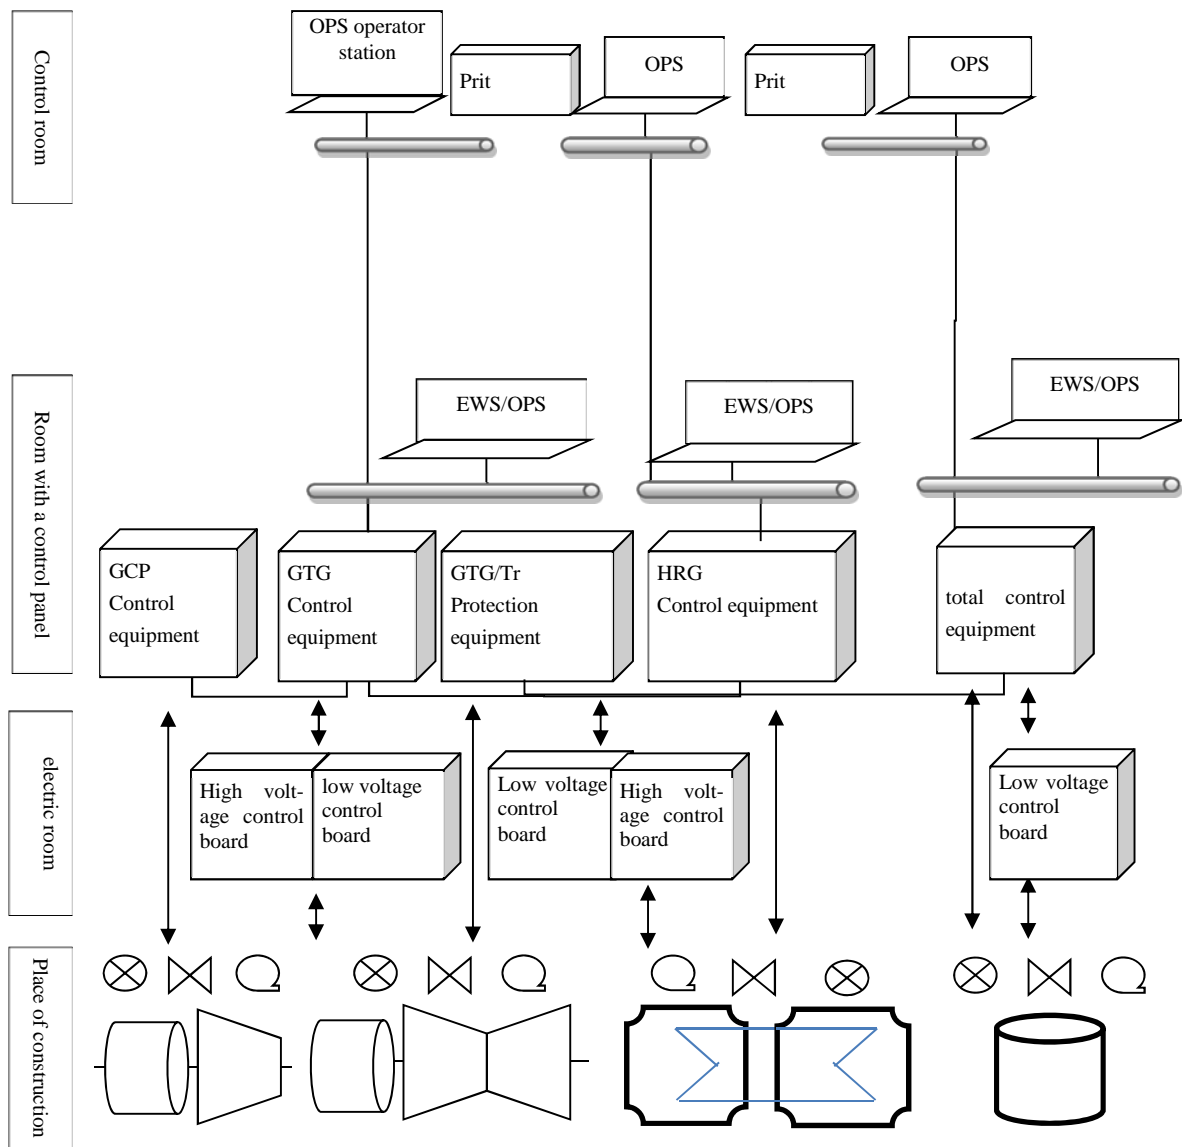 Control room
OPS operator
station
Prit
OPS
Prit
OPS
Room with a control panel
EWS/OPS
EWS/OPS
EWS/OPS
GCP
Control
equipment
GTG
Control
equipment
GTG/Tr
Protection
equipment
HRG
Control equipment
total control
equipment
electric room
High volt-
age control
board
low voltage
control
board
Low voltage
control
board
High volt-
age control
board
Low voltage
control
board
Place of construction